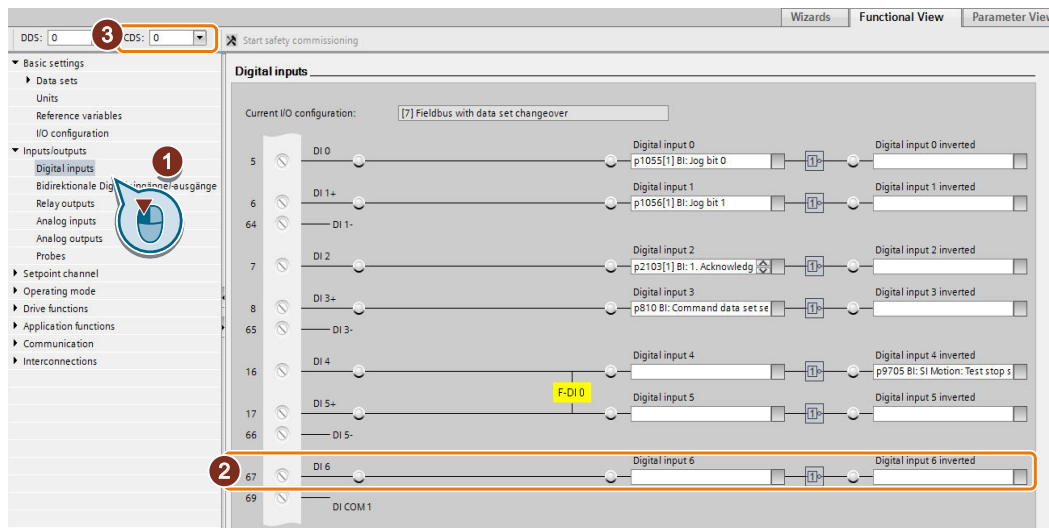 Wizards Functional View Parameter View
DDS: 0 3 CDS: 0 Start safety commissioning
Basic settings
Data sets
Units
Reference variables
I/O configuration
Inputs/outputs
Digital inputs
1
Bidirektionale
Relay outputs
Analog inputs
Analog outputs
Probes
Setpoint channel
Operating mode
Drive functions
Application functions
Communication
Interconnections
Digital inputs
Current I/O configuration: [7] Fieldbus with data set changeover
Digital input 0 Digital input 0 inverted
5 DI 0 p1055[1] BI: Jog bit 0 1
Digital input 1 Digital input 1 inverted
6 DI 1+ p1056[1] BI: Jog bit 1 1
64 DI 1-
Digital input 2 Digital input 2 inverted
7 DI 2 p2103[1] BI: 1. Acknowledg 1
Digital input 3 Digital input 3 inverted
8 DI 3+ p810 BI: Command data set se 1
65 DI 3-
Digital input 4 Digital input 4 inverted
16 DI 4 1 p9705 BI: SI Motion: Test stop s
F-DI 0
Digital input 5 Digital input 5 inverted
17 DI 5+ 1
66 DI 5-
Digital input 6 Digital input 6 inverted
2 67 DI 6 1
69 DI COM 1